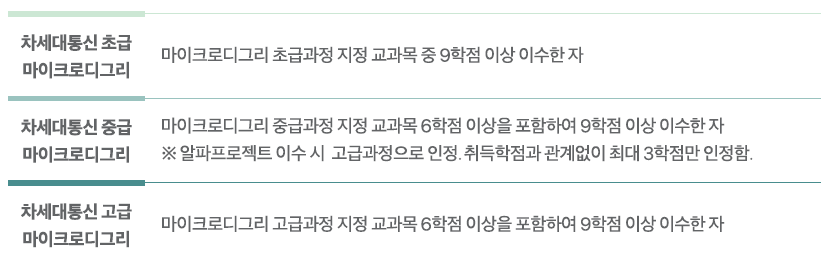 차세대통신 초급
마이크로디그리
마이크로디그리 초급과정 지정 교과목 중 9학점 이상 이수한 자
차세대통신 중급
마이크로디그리
마이크로디그리 중급과정 지정 교과목 6학점 이상을 포함하여 9학점 이상 이수한 자
※ 알파프로젝트 이수 시 고급과정으로 인정. 취득학점과 관계없이 최대 3학점만 인정함.
차세대통신 고급
마이크로디그리
마이크로디그리 고급과정 지정 교과목 6학점 이상을 포함하여 9학점 이상 이수한 자